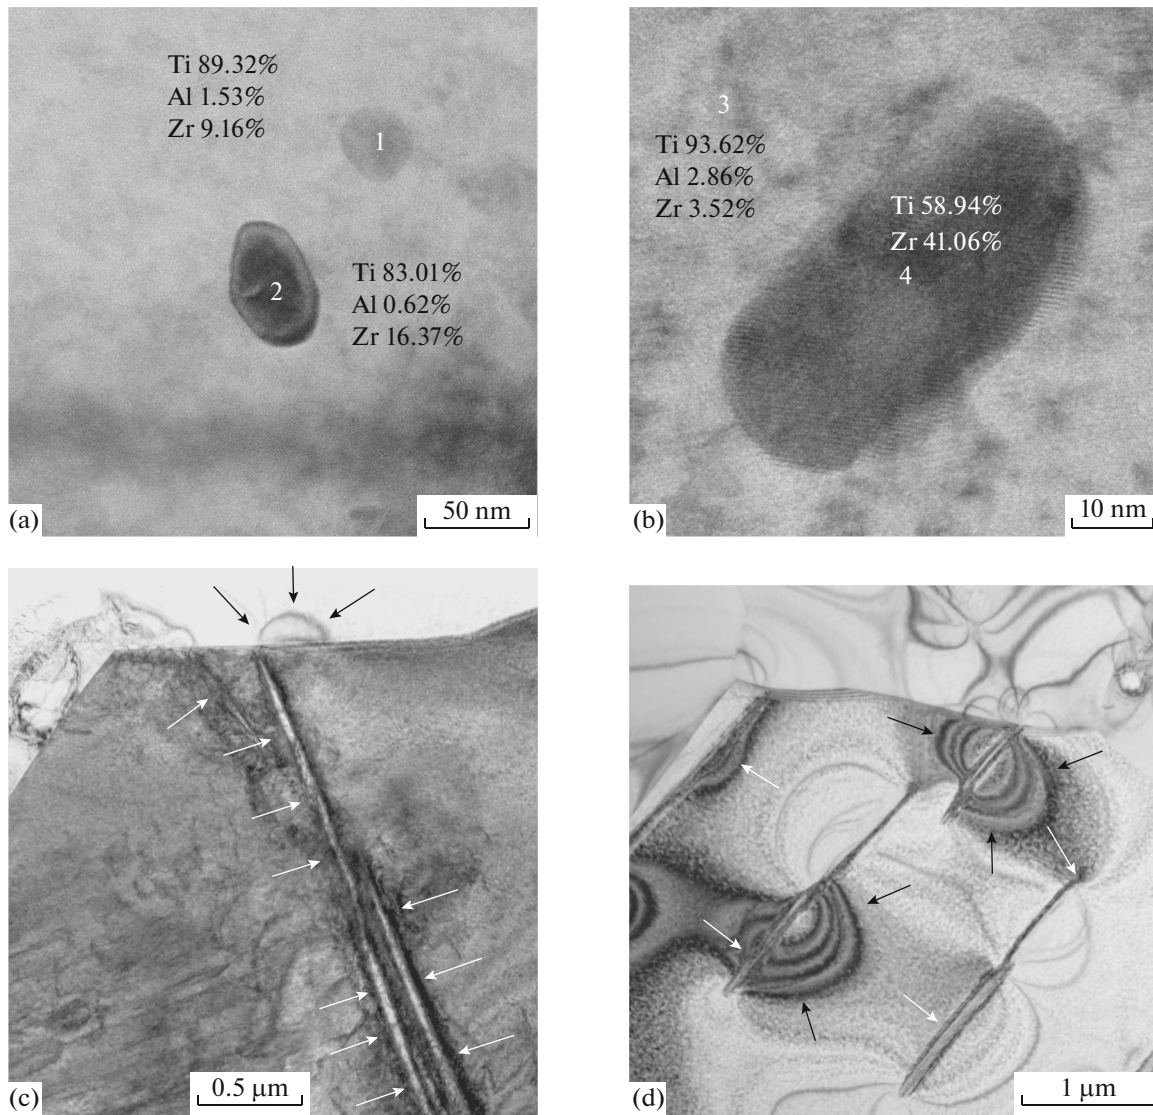 Ti 89.32%
Al 1.53%
Zr 9.16%
1
2
Ti 83.01%
Al 0.62%
Zr 16.37%
(a)
50 nm
3
Ti 93.62%
Al 2.86%
Zr 3.52%
Ti 58.94%
Zr 41.06%
4
(b)
10 nm
(c)
0.5 μm
(d)
1 μm